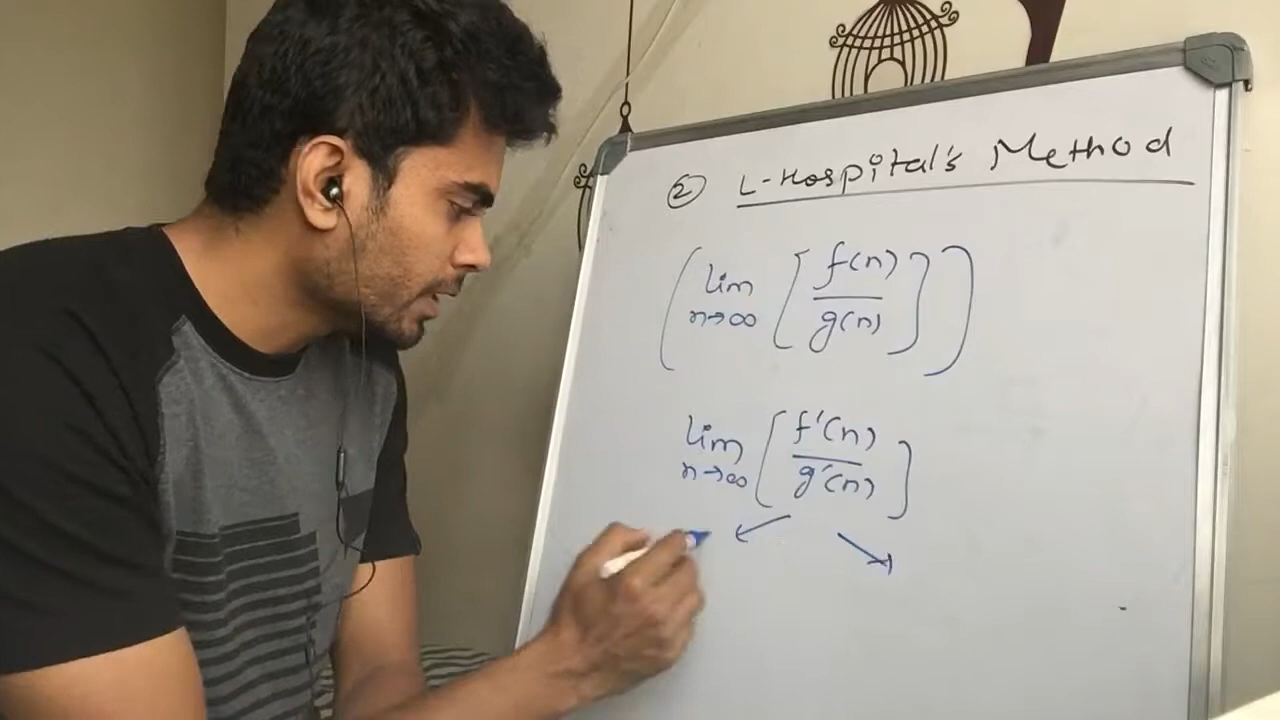 ② L-Hospital's Method
( lim n→∞ [ f(n) / g(n) ] )
lim n→∞ [ f'(n) / g'(n) ]